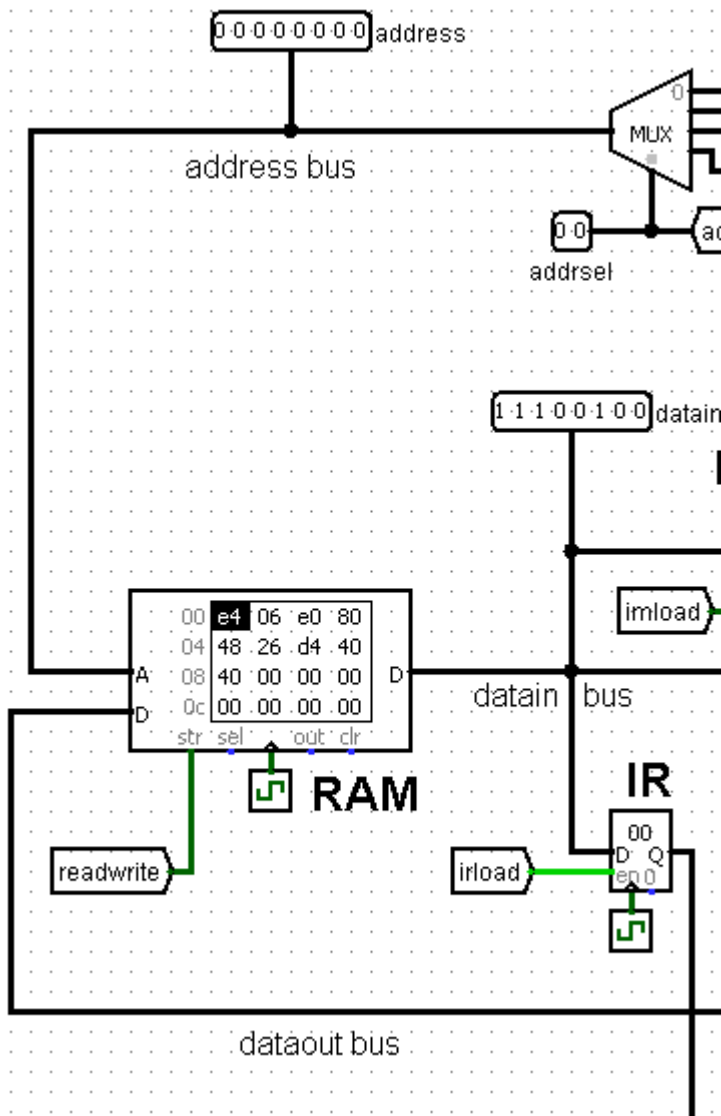 0 0 0 0 0 0 0 0 address
0
MUX
address bus
0 0
addrsel
1 1 1 0 0 1 0 0 datain
imload
00 e4 06 e0 80
04 48 26 d4 40
A 08 40 00 00 00 D
D 0c 00 00 00 00
str sel out clr
datain bus
RAM
IR
00
D Q
en 0
readwrite
irload
dataout bus